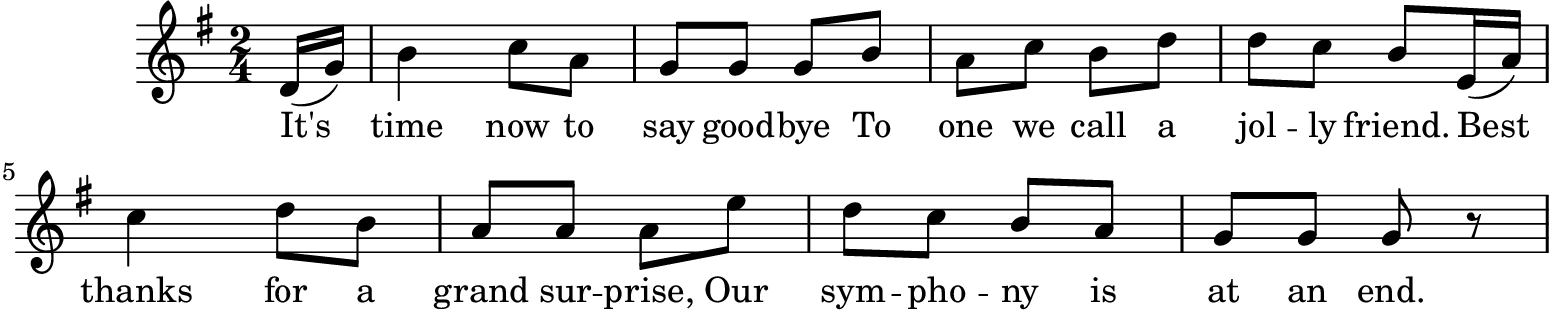 2
4
It's time now to say goodbye To one we call a jol -- ly friend. Best
5
thanks for a grand sur -- prise, Our sym -- pho -- ny is at an end.